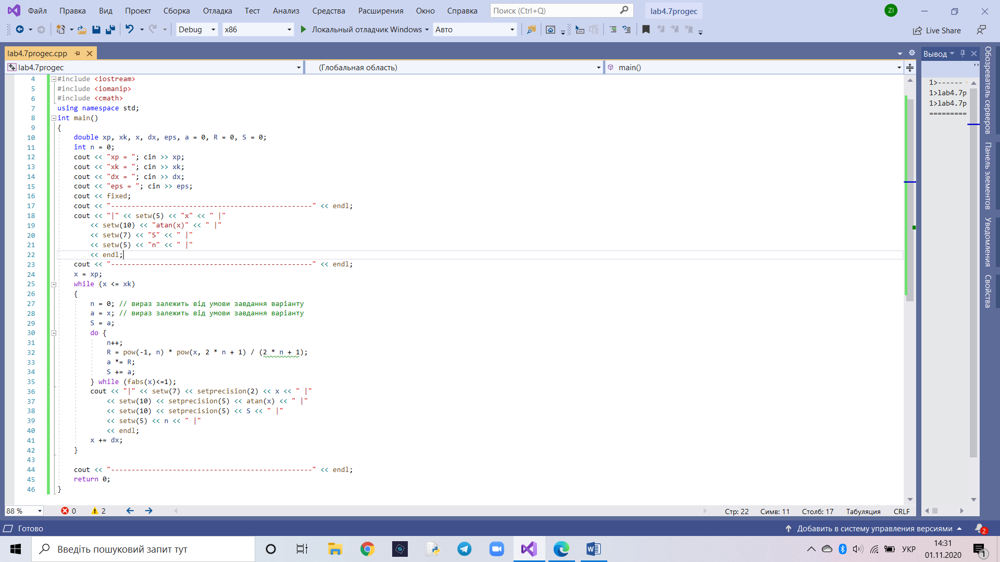 Файл Правка Вид Проект Сборка Отладка Тест Анализ Средства Расширения Окно Справка Поиск (Ctrl+Q) lab4.7progec ZI
Debug x86 Локальный отладчик Windows Авто Live Share
lab4.7progec.cpp
lab4.7progec (Глобальная область) main()
4 #include <iostream>
5 #include <iomanip>
6 #include <cmath>
7 using namespace std;
8 int main()
9 {
10 double xp, xk, x, dx, eps, a = 0, R = 0, S = 0;
11 int n = 0;
12 cout << "xp = "; cin >> xp;
13 cout << "xk = "; cin >> xk;
14 cout << "dx = "; cin >> dx;
15 cout << "eps = "; cin >> eps;
16 cout << fixed;
17 cout << "-------------------------------------------------" << endl;
18 cout << "|" << setw(5) << "x" << " |"
19 << setw(10) << "atan(x)" << " |"
20 << setw(7) << "S" << " |"
21 << setw(5) << "n" << " |"
22 << endl;
23 cout << "-------------------------------------------------" << endl;
24 x = xp;
25 while (x <= xk)
26 {
27 n = 0; // вираз залежить від умови завдання варіанту
28 a = x; // вираз залежить від умови завдання варіанту
29 S = a;
30 do {
31 n++;
32 R = pow(-1, n) * pow(x, 2 * n + 1) / (2 * n + 1);
33 a *= R;
34 S += a;
35 } while (fabs(x)<=1);
36 cout << "|" << setw(7) << setprecision(2) << x << " |"
37 << setw(10) << setprecision(5) << atan(x) << " |"
38 << setw(10) << setprecision(5) << S << " |"
39 << setw(5) << n << " |"
40 << endl;
41 x += dx;
42 }
43
44 cout << "-------------------------------------------------" << endl;
45 return 0;
46 }
Вывод
1>------
1>lab4.7p
1>lab4.7p
=========
Обозреватель серверов
Панель элементов
Уведомления
Свойства
88 % 0 2 Стр: 22 Симв: 11 Столб: 17 Табуляция CRLF
Готово Добавить в систему управления версиями 2
Введіть пошуковий запит тут УКР 14:31
01.11.2020 1